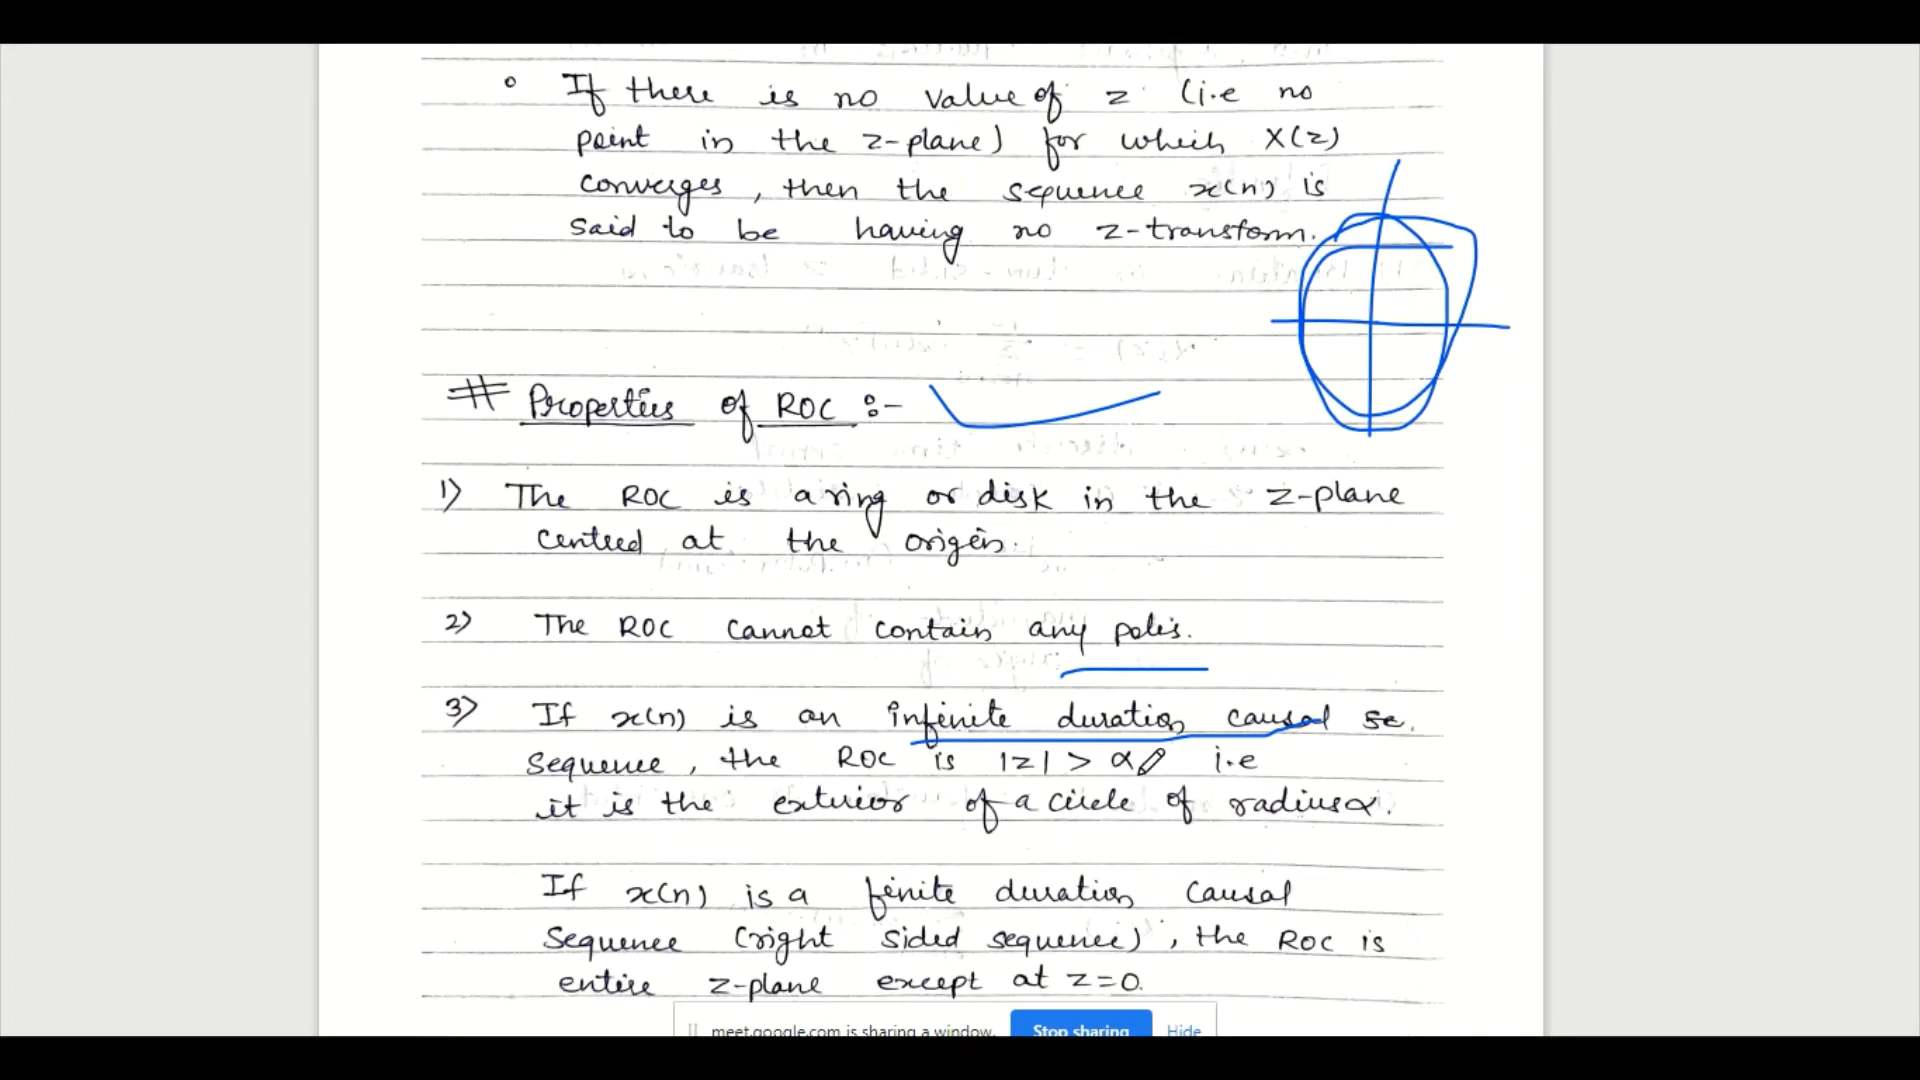 If there is no value of z (i.e no
point in the z-plane) for which X(z)
converges, then the sequence x(n) is
said to be having no z-transform.
# Properties of ROC :-
1) The ROC is a ring or disk in the z-plane
centred at the origin.
2) The ROC cannot contain any poles.
3) If x(n) is an infinite duration causal se.
sequence, the ROC is |z| > α i.e
it is the exterior of a circle of radius α.
If x(n) is a finite duration causal
sequence (right sided sequence), the ROC is
entire z-plane except at z=0.
meet.google.com is sharing a window. Stop sharing Hide